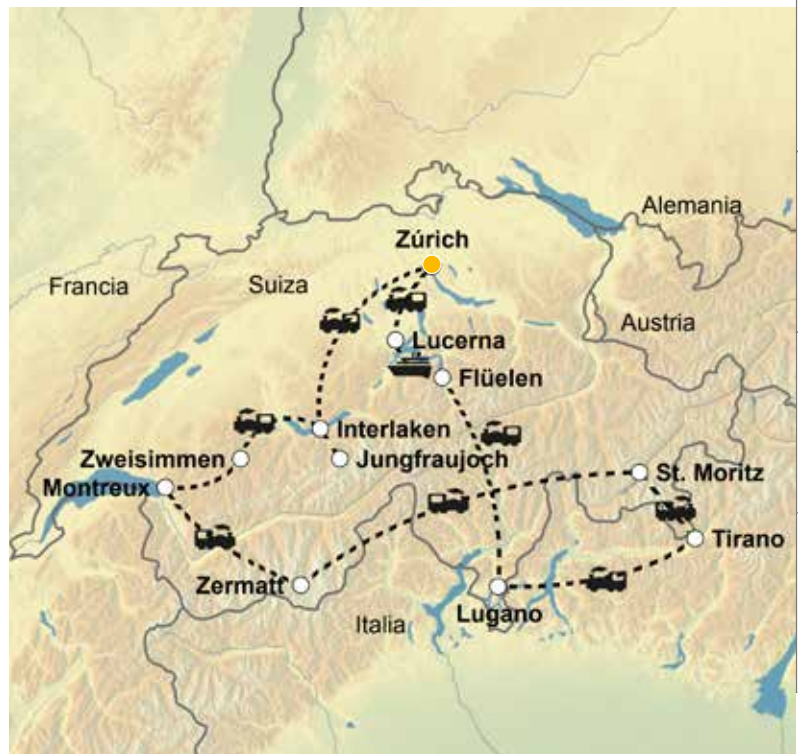 Alemania
Zúrich
Francia
Suiza
Austria
Lucerna
Flüelen
Interlaken
Zweisimmen
Jungfraujoch
Montreux
St. Moritz
Tirano
Zermatt
Lugano
Italia